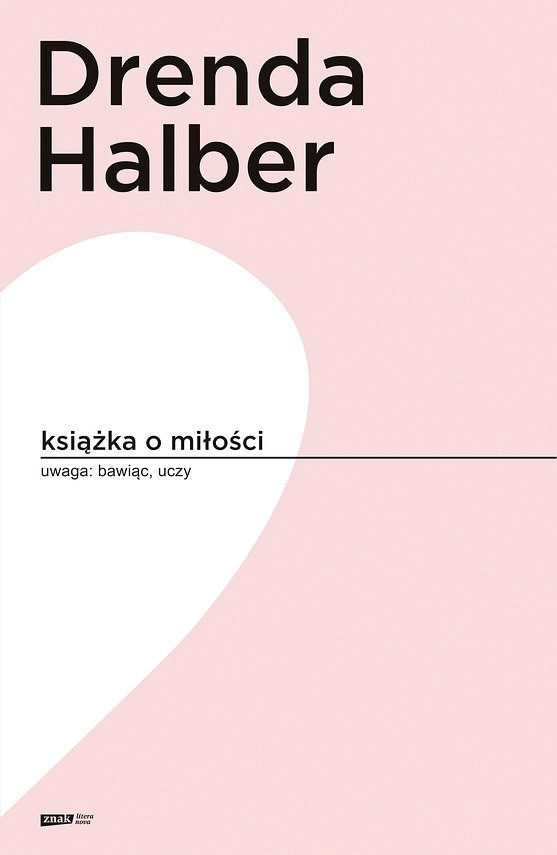 Drenda
Halber
książka o miłości
uwaga: bawiąc, uczy
znak litera
nova